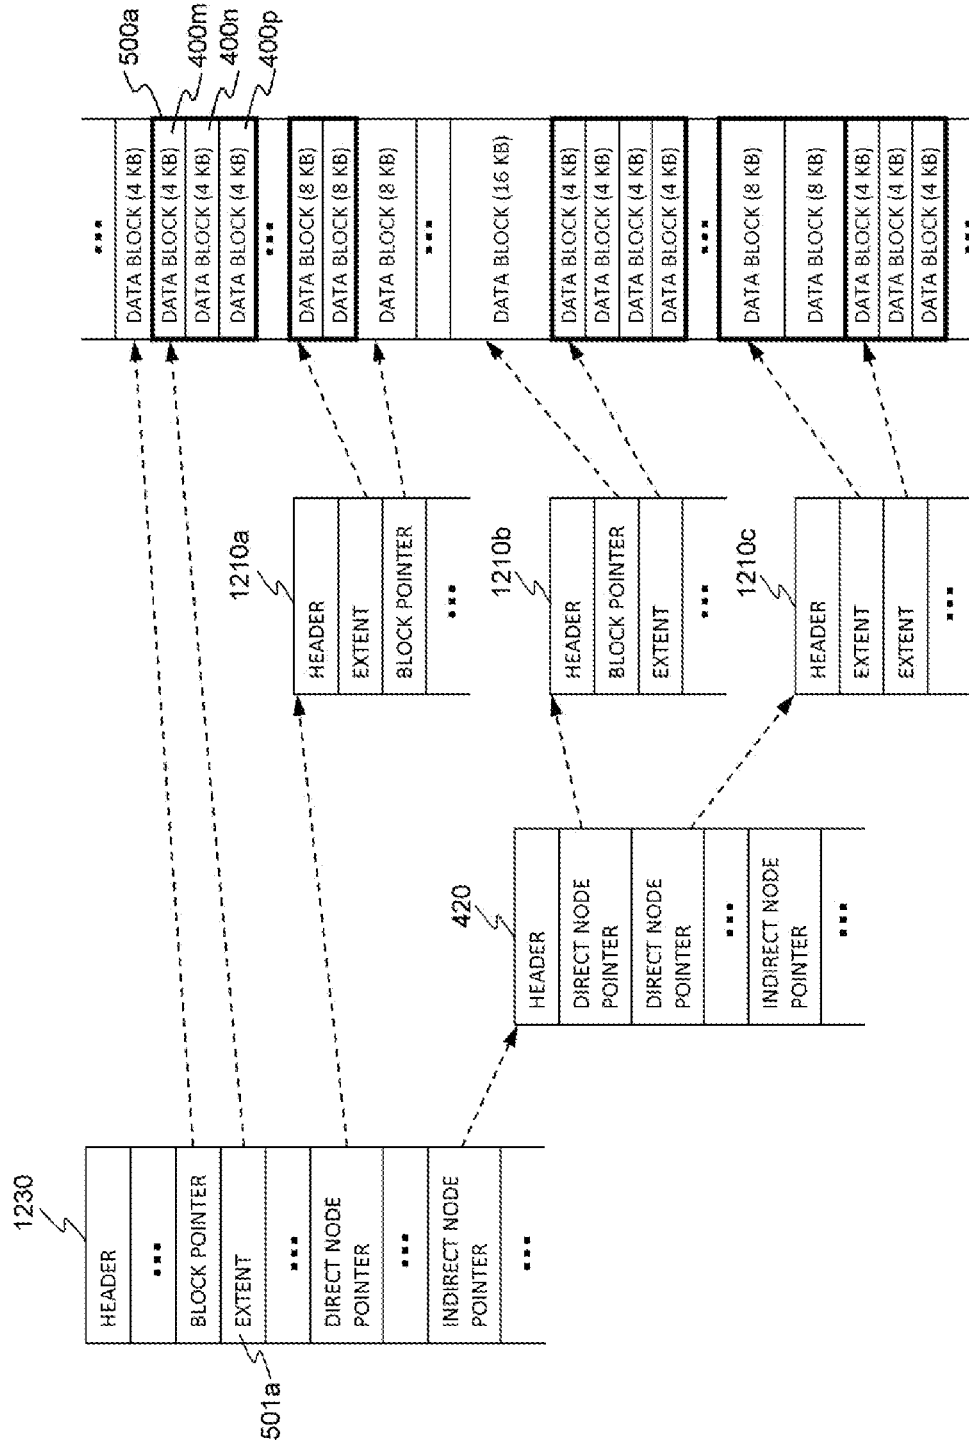 1230
HEADER
...
BLOCK POINTER
EXTENT
...
DIRECT NODE
POINTER
...
INDIRECT NODE
POINTER
...
501a
420
HEADER
DIRECT NODE
POINTER
DIRECT NODE
POINTER
...
INDIRECT NODE
POINTER
...
1210a
HEADER
EXTENT
BLOCK POINTER
...
1210b
HEADER
BLOCK POINTER
EXTENT
...
1210c
HEADER
EXTENT
EXTENT
...
...
DATA BLOCK (4 KB)
DATA BLOCK (4 KB)
DATA BLOCK (4 KB)
DATA BLOCK (4 KB)
...
DATA BLOCK (8 KB)
DATA BLOCK (8 KB)
DATA BLOCK (8 KB)
...
DATA BLOCK (16 KB)
DATA BLOCK (4 KB)
DATA BLOCK (4 KB)
DATA BLOCK (4 KB)
DATA BLOCK (4 KB)
...
DATA BLOCK (8 KB)
DATA BLOCK (8 KB)
DATA BLOCK (4 KB)
DATA BLOCK (4 KB)
DATA BLOCK (4 KB)
...
500a
400m
400n
400p